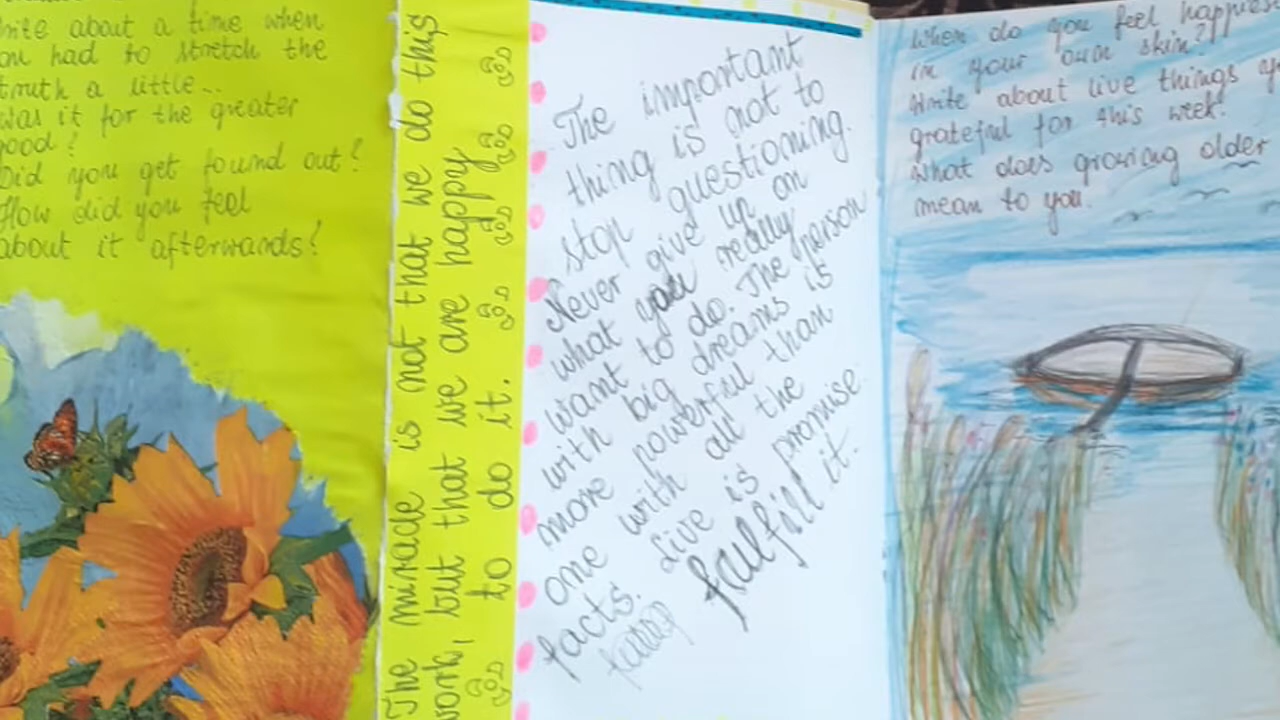 rite about a time when
ou had to stretch the
truth a little..
was it for the greater
good?
Did you get found out?
How did you feel
about it afterwards?
The miracle is not that we do this
work, but that we are happy
to do it.
The important
thing is not to
stop questioning.
Never give up on
what you really
want to do. The person
with big dreams is
more powerful than
one with all the
facts. Live is promise
faulfill it.
When do you feel happies
in your own skin?
Write about live things y
grateful for this week!
What does growing older
mean to you.